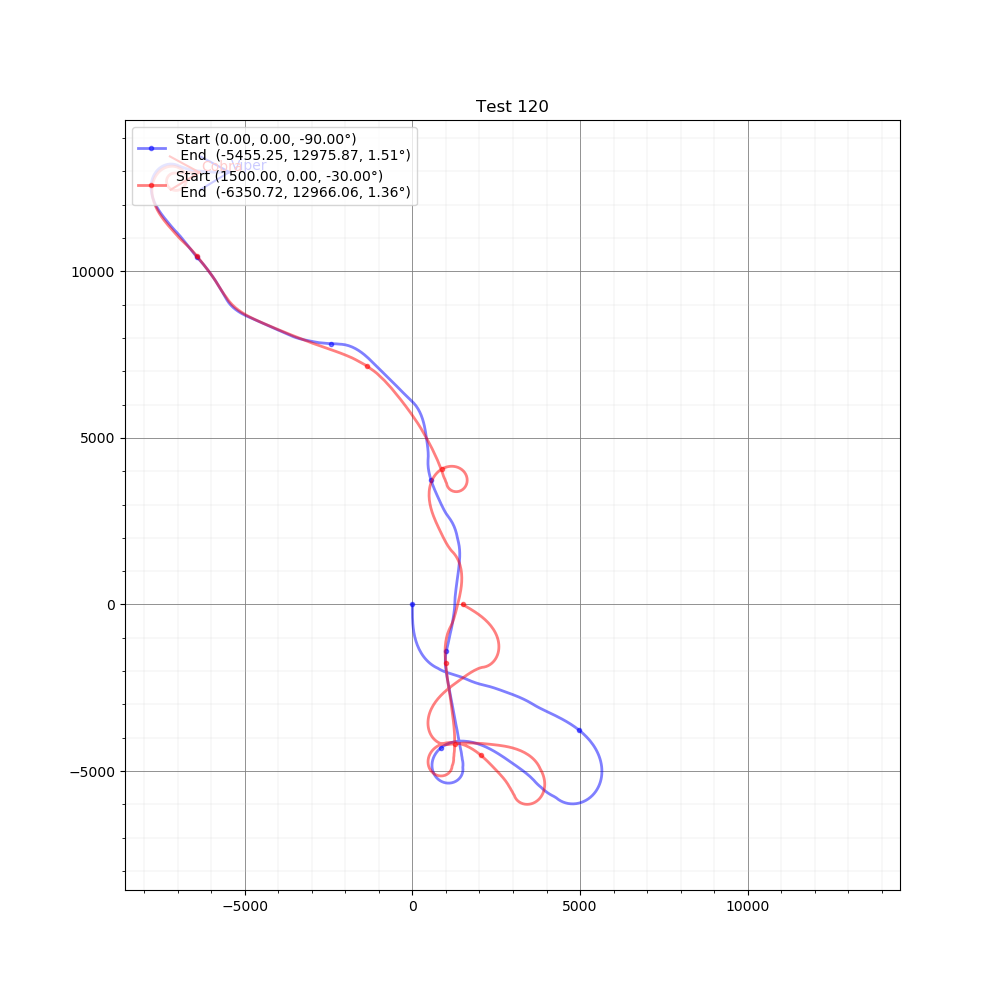 Test 120
Start (0.00, 0.00, -90.00°)
End (-5455.25, 12975.87, 1.51°)
Start (1500.00, 0.00, -30.00°)
End (-6350.72, 12966.06, 1.36°)
10000
5000
0
−5000
−5000
0
5000
10000